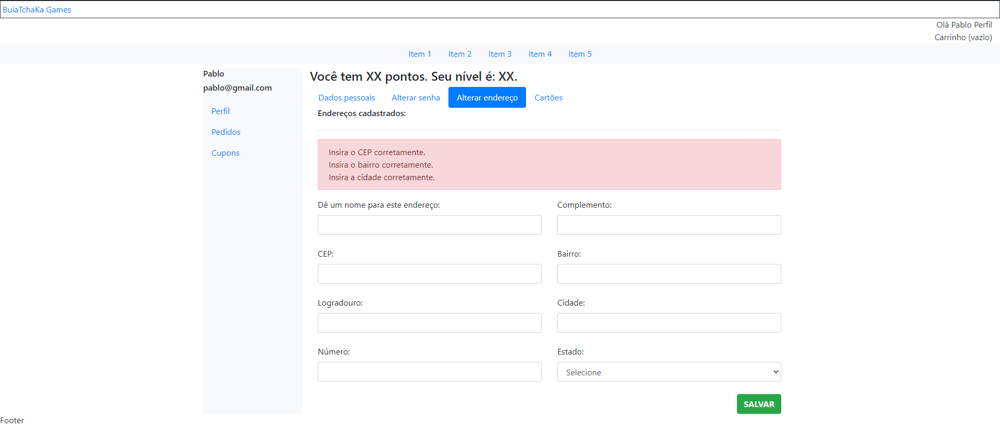 BuiaTchaKa Games
Olá Pablo Perfil
Carrinho (vazio)
Item 1 Item 2 Item 3 Item 4 Item 5
Pablo
pablo@gmail.com
Perfil
Pedidos
Cupons
Você tem XX pontos. Seu nível é: XX.
Dados pessoais Alterar senha Alterar endereço Cartões
Endereços cadastrados:
Insira o CEP corretamente.
Insira o bairro corretamente.
Insira a cidade corretamente.
Dê um nome para este endereço: Complemento:
CEP: Bairro:
Logradouro: Cidade:
Número: Estado:
Selecione
SALVAR
Footer